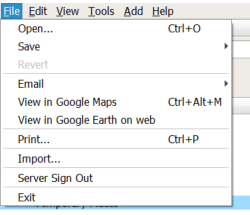 File Edit View Tools Add Help
Open... Ctrl+O
Save
Revert
Email
View in Google Maps Ctrl+Alt+M
View in Google Earth on web
Print... Ctrl+P
Import...
Server Sign Out
Exit